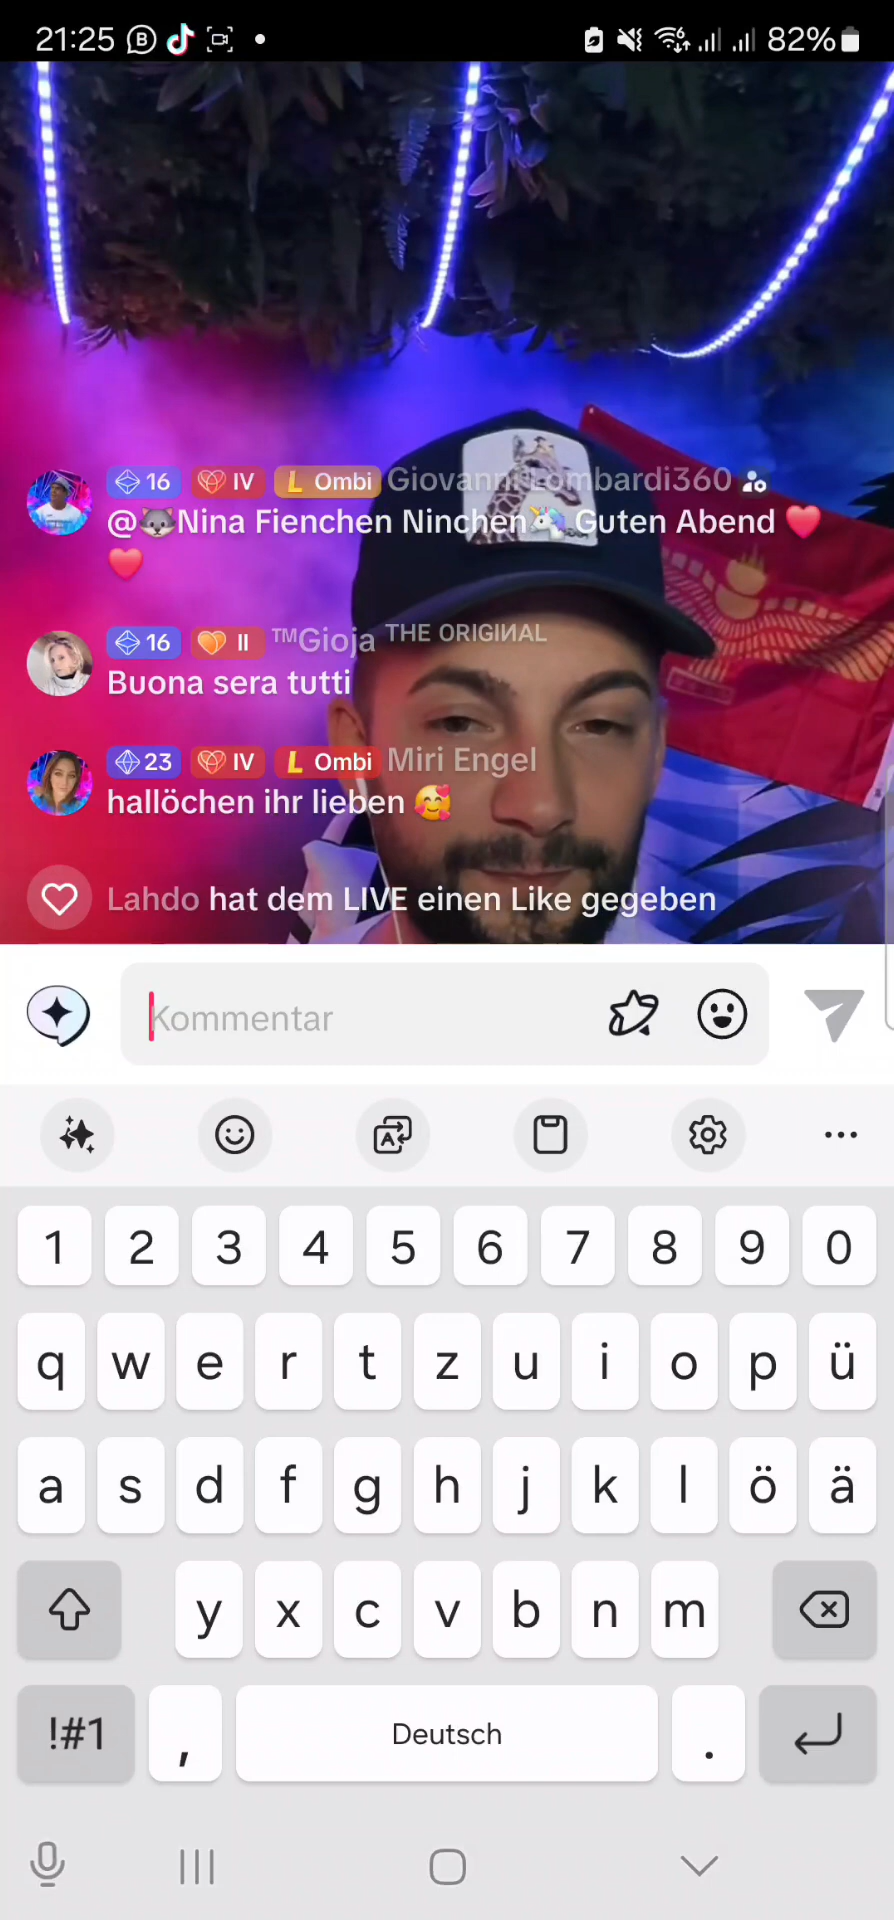 21:25
82%
16 IV L Ombi Giovanni Lombardi360
@🐺Nina Fienchen Ninchen🦄 Guten Abend ❤️
❤️
16 II ™Gioja THE ORIGIИAL
Buona sera tutti
23 IV L Ombi Miri Engel
hallöchen ihr lieben 🥰
Lahdo hat dem LIVE einen Like gegeben
Kommentar
1 2 3 4 5 6 7 8 9 0
q w e r t z u i o p ü
a s d f g h j k l ö ä
y x c v b n m
!#1 , Deutsch .